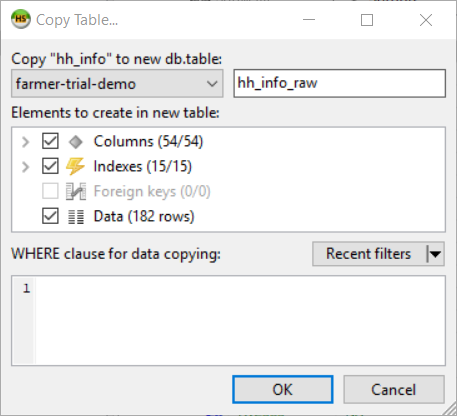 HS
Copy Table...
Copy "hh_info" to new db.table:
farmer-trial-demo
hh_info_raw
Elements to create in new table:
Columns (54/54)
Indexes (15/15)
Foreign keys (0/0)
Data (182 rows)
WHERE clause for data copying:
Recent filters
1
OK
Cancel